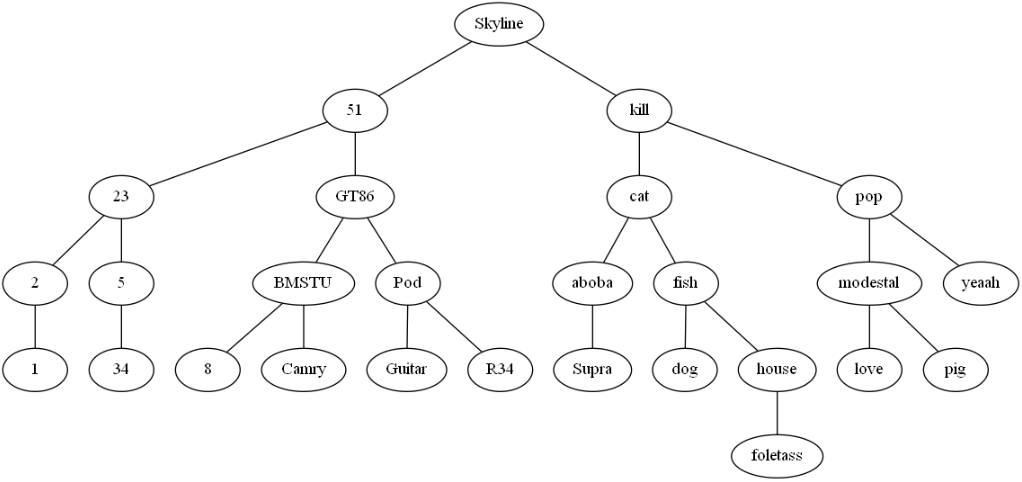 Skyline
51
kill
23
GT86
cat
pop
2
5
BMSTU
Pod
aboba
fish
modestal
yeaah
1
34
8
Camry
Guitar
R34
Supra
dog
house
love
pig
foletass